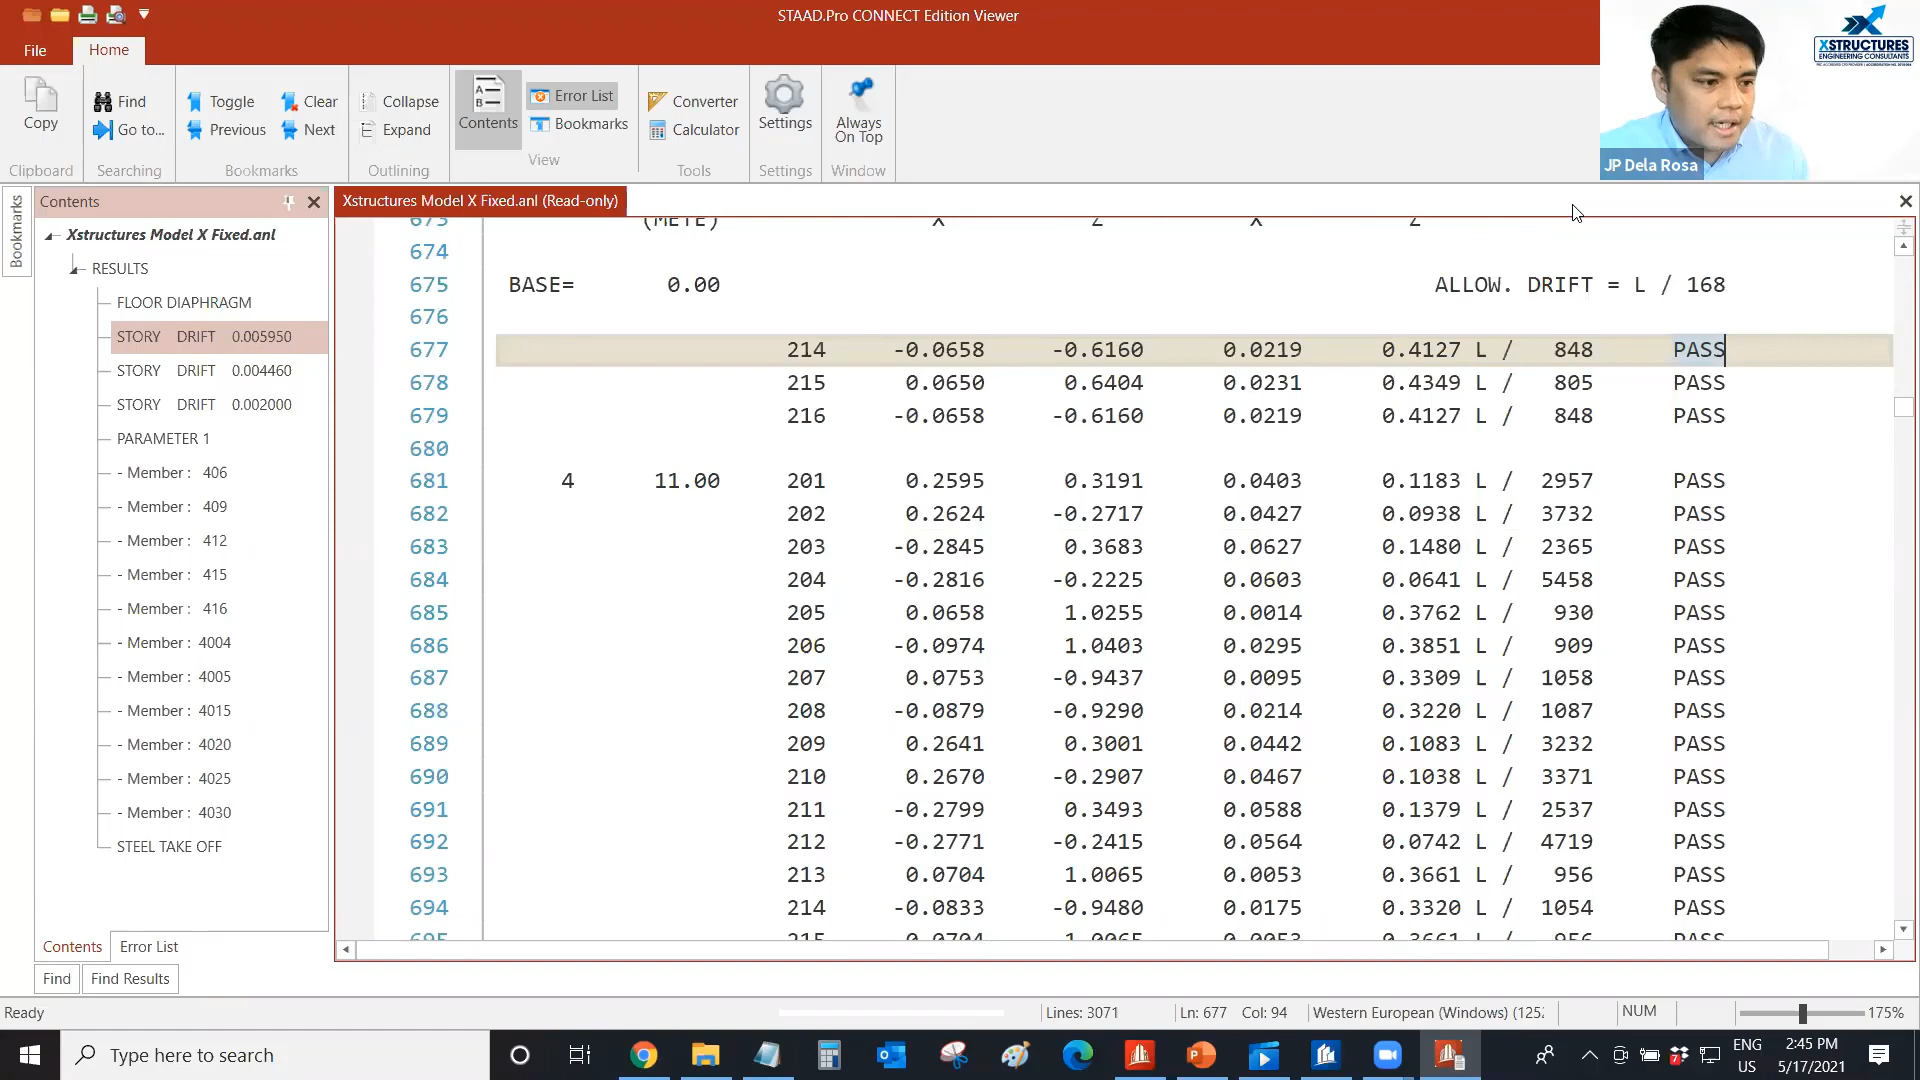 STAAD.Pro CONNECT Edition Viewer
XSTRUCTURES
ENGINEERING CONSULTANTS
JP Dela Rosa
File Home
Copy
Find
Go to...
Toggle
Previous
Clear
Next
Collapse
Expand
Contents
Error List
Bookmarks
Converter
Calculator
Settings
Always
On Top
Clipboard Searching Bookmarks Outlining View Tools Settings Window
Bookmarks
Contents
Xstructures Model X Fixed.anl
RESULTS
FLOOR DIAPHRAGM
STORY DRIFT 0.005950
STORY DRIFT 0.004460
STORY DRIFT 0.002000
PARAMETER 1
- Member : 406
- Member : 409
- Member : 412
- Member : 415
- Member : 416
- Member : 4004
- Member : 4005
- Member : 4015
- Member : 4020
- Member : 4025
- Member : 4030
STEEL TAKE OFF
Contents Error List
Find Find Results
Xstructures Model X Fixed.anl (Read-only)
673 (METE) X Z X Z
674
675 BASE= 0.00 ALLOW. DRIFT = L / 168
676
677 214 -0.0658 -0.6160 0.0219 0.4127 L / 848 PASS
678 215 0.0650 0.6404 0.0231 0.4349 L / 805 PASS
679 216 -0.0658 -0.6160 0.0219 0.4127 L / 848 PASS
680
681 4 11.00 201 0.2595 0.3191 0.0403 0.1183 L / 2957 PASS
682 202 0.2624 -0.2717 0.0427 0.0938 L / 3732 PASS
683 203 -0.2845 0.3683 0.0627 0.1480 L / 2365 PASS
684 204 -0.2816 -0.2225 0.0603 0.0641 L / 5458 PASS
685 205 0.0658 1.0255 0.0014 0.3762 L / 930 PASS
686 206 -0.0974 1.0403 0.0295 0.3851 L / 909 PASS
687 207 0.0753 -0.9437 0.0095 0.3309 L / 1058 PASS
688 208 -0.0879 -0.9290 0.0214 0.3220 L / 1087 PASS
689 209 0.2641 0.3001 0.0442 0.1083 L / 3232 PASS
690 210 0.2670 -0.2907 0.0467 0.1038 L / 3371 PASS
691 211 -0.2799 0.3493 0.0588 0.1379 L / 2537 PASS
692 212 -0.2771 -0.2415 0.0564 0.0742 L / 4719 PASS
693 213 0.0704 1.0065 0.0053 0.3661 L / 956 PASS
694 214 -0.0833 -0.9480 0.0175 0.3320 L / 1054 PASS
695 215 0.0704 1.0065 0.0053 0.3661 L / 956 PASS
Ready Lines: 3071 Ln: 677 Col: 94 Western European (Windows) (125 NUM 175%
Type here to search
ENG
US
2:45 PM
5/17/2021